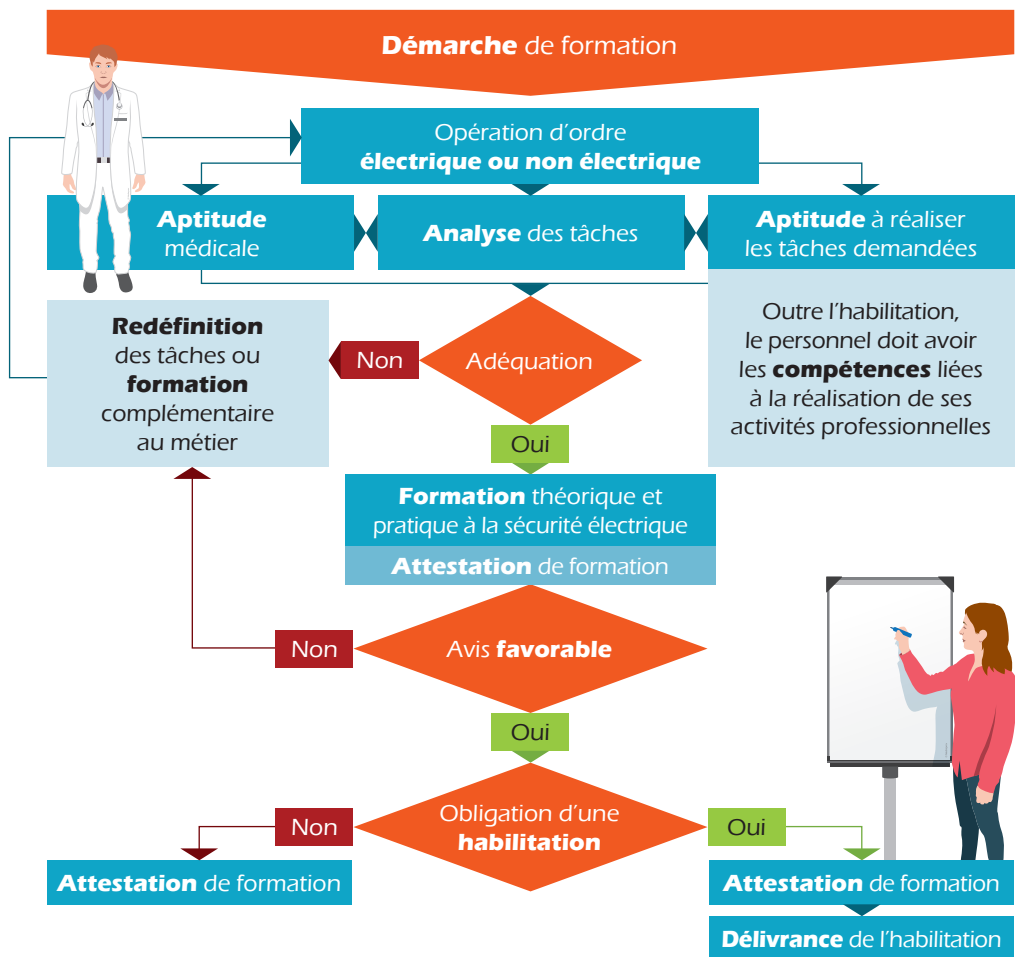 Démarche de formation
Opération d'ordre
électrique ou non électrique
Aptitude
médicale
Analyse des tâches
Aptitude à réaliser
les tâches demandées
Outre l'habilitation,
le personnel doit avoir
les compétences liées
à la réalisation de ses
activités professionnelles
Redéfinition
des tâches ou
formation
complémentaire
au métier
Non
Adéquation
Oui
Formation théorique et
pratique à la sécurité électrique
Attestation de formation
Non
Avis favorable
Oui
Non
Obligation d'une
habilitation
Oui
Attestation de formation
Attestation de formation
Délivrance de l'habilitation